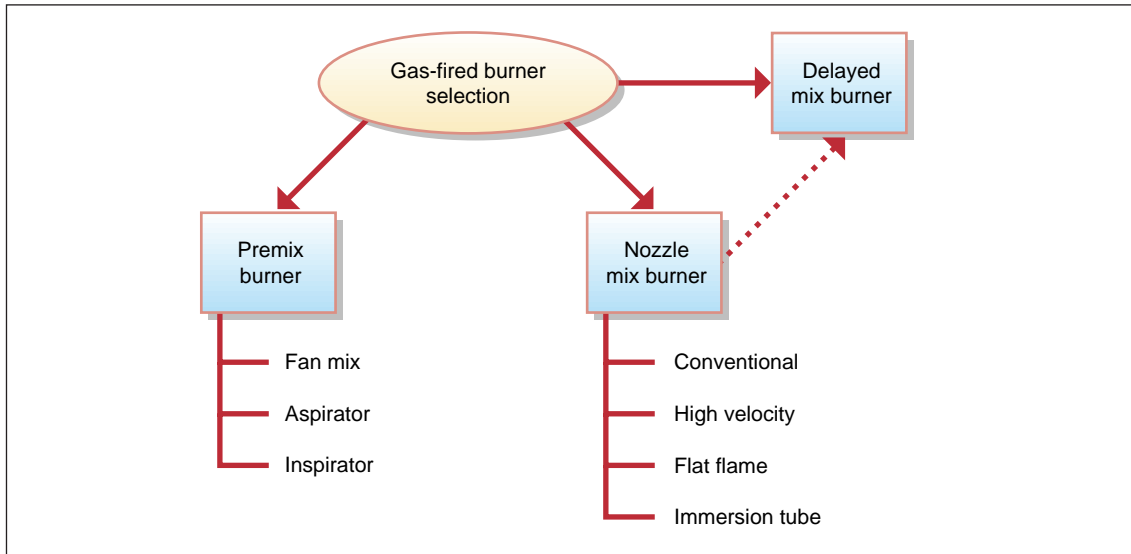 Gas-fired burner
selection
Delayed
mix burner
Premix
burner
Nozzle
mix burner
Fan mix
Aspirator
Inspirator
Conventional
High velocity
Flat flame
Immersion tube